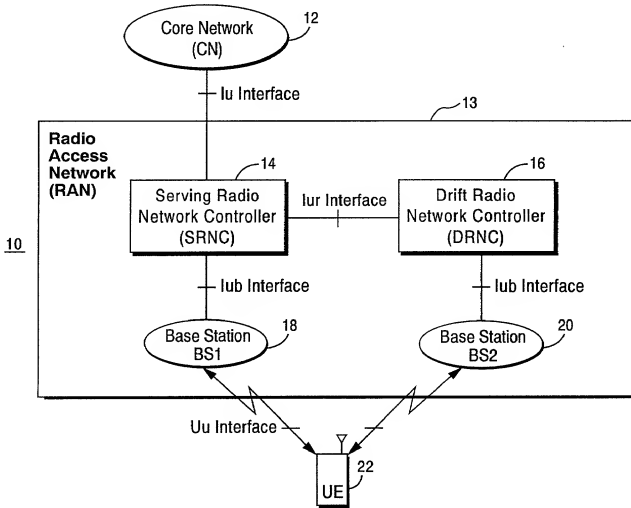 Core Network
(CN)
12
Iu Interface
13
Radio
Access
Network
(RAN)
14
16
Serving Radio
Network Controller
(SRNC)
Iur Interface
Drift Radio
Network Controller
(DRNC)
10
Iub Interface
Iub Interface
Base Station
BS1
18
Base Station
BS2
20
Uu Interface
UE
22